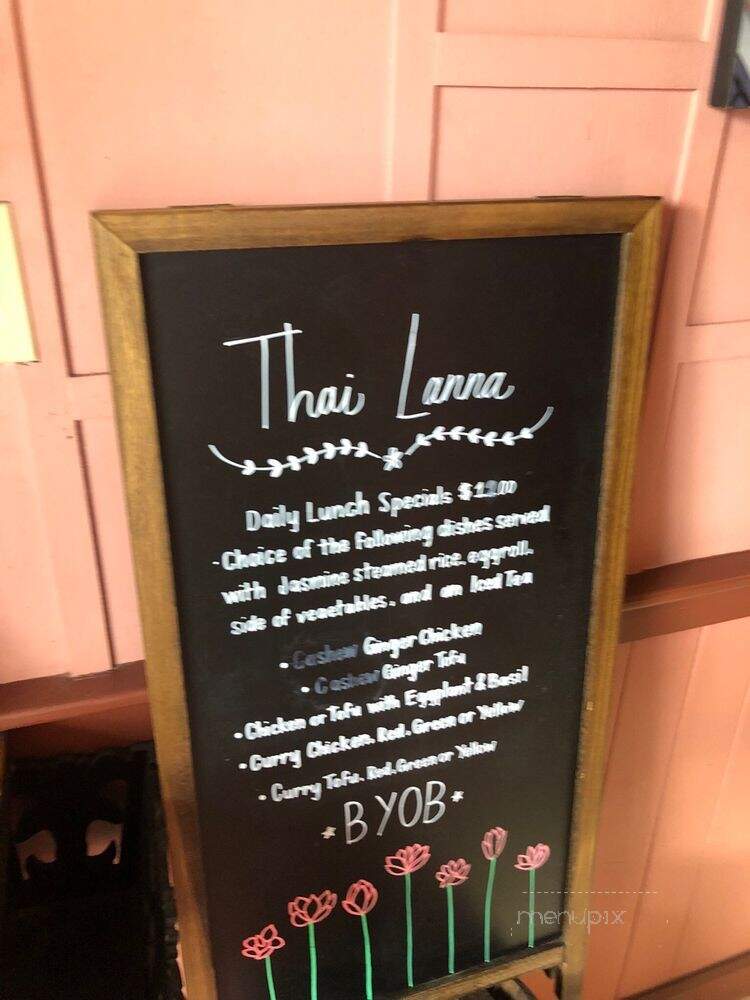 Thai Lanna
Daily Lunch Specials
- Choice of the following dishes served
with Jasmine steamed rice, eggroll,
side of vegetables, and an Iced Tea
• Cashew Ginger Chicken
• Cashew Ginger Tofu
• Chicken or Tofu with Eggplant & Basil
• Curry Chicken, Red, Green or Yellow
• Curry Tofu, Red, Green or Yellow
*BYOB*
menupix